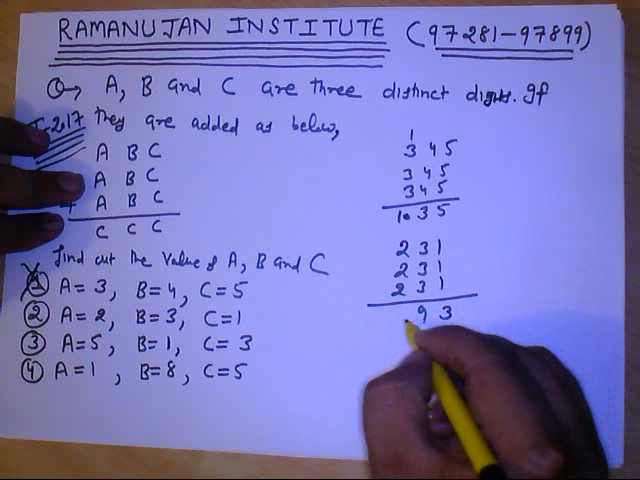 RAMANUJAN INSTITUTE (97281-97899)
Q→ A, B and C are three distinct digits. If
2017 they are added as below,
A B C
A B C
+ A B C
C C C
find out the value of A, B and C
① A = 3, B = 4, C = 5
② A = 2, B = 3, C = 1
③ A = 5, B = 1, C = 3
④ A = 1, B = 8, C = 5
1
3 4 5
3 4 5
3 4 5
10 3 5
2 3 1
2 3 1
2 3 1
9 3